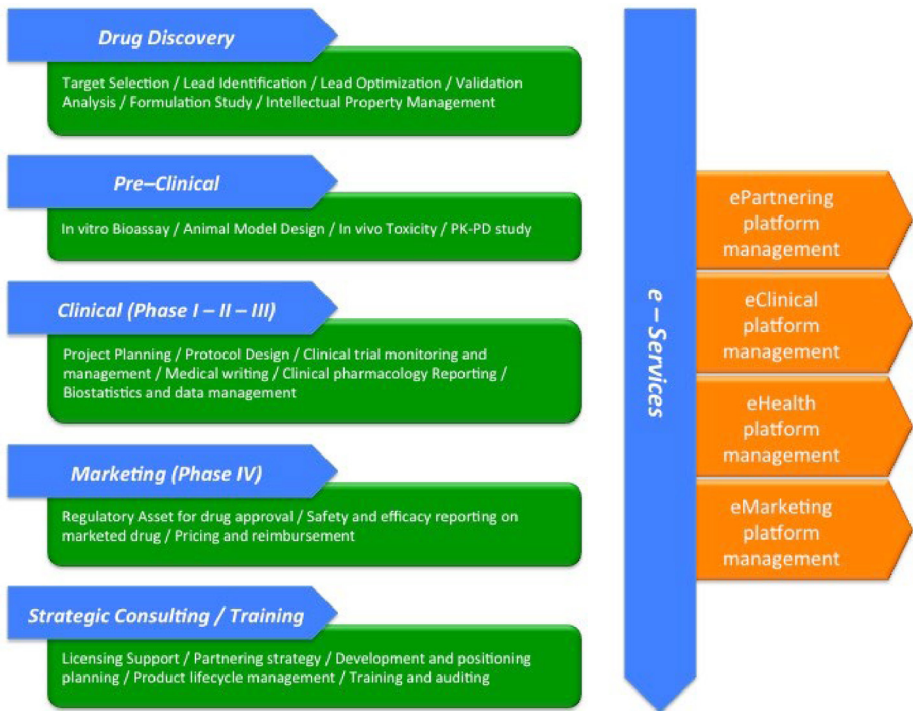 Drug Discovery
Target Selection / Lead Identification / Lead Optimization / Validation
Analysis / Formulation Study / Intellectual Property Management
Pre–Clinical
In vitro Bioassay / Animal Model Design / In vivo Toxicity / PK-PD study
Clinical (Phase I – II – III)
Project Planning / Protocol Design / Clinical trial monitoring and
management / Medical writing / Clinical pharmacology Reporting /
Biostatistics and data management
Marketing (Phase IV)
Regulatory Asset for drug approval / Safety and efficacy reporting on
marketed drug / Pricing and reimbursement
Strategic Consulting / Training
Licensing Support / Partnering strategy / Development and positioning
planning / Product lifecycle management / Training and auditing
e – Services
ePartnering
platform
management
eClinical
platform
management
eHealth
platform
management
eMarketing
platform
management